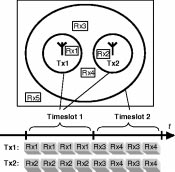 Rx3
Rx1
Rx2
Tx1
Tx2
Rx4
Rx5
Timeslot 1
Timeslot 2
t
Tx1: Rx1 Rx1 Rx1 Rx1 Rx3 Rx4 Rx3 Rx4
Tx2: Rx2 Rx2 Rx2 Rx2 Rx3 Rx4 Rx3 Rx4